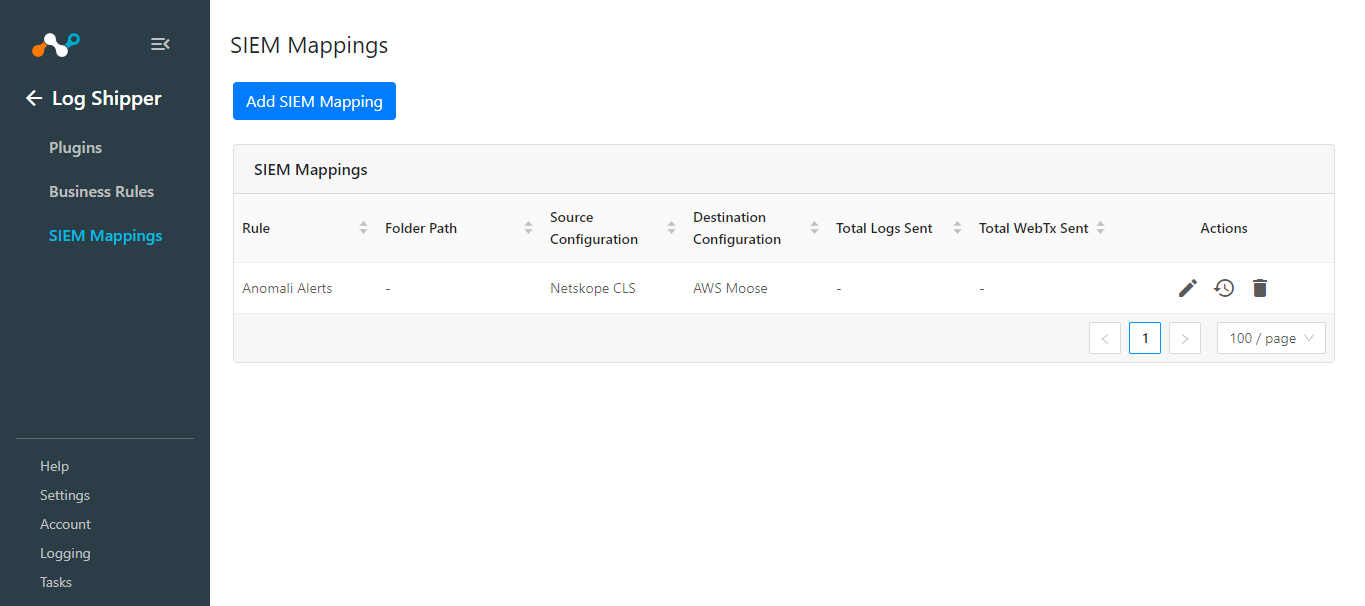 SIEM Mappings
Log Shipper
Add SIEM Mapping
Plugins
Business Rules
SIEM Mappings
SIEM Mappings
Rule
Folder Path
Source
Configuration
Destination
Configuration
Total Logs Sent
Total WebTx Sent
Actions
Anomali Alerts
-
Netskope CLS
AWS Moose
-
-
<
1
>
100 / page
Help
Settings
Account
Logging
Tasks